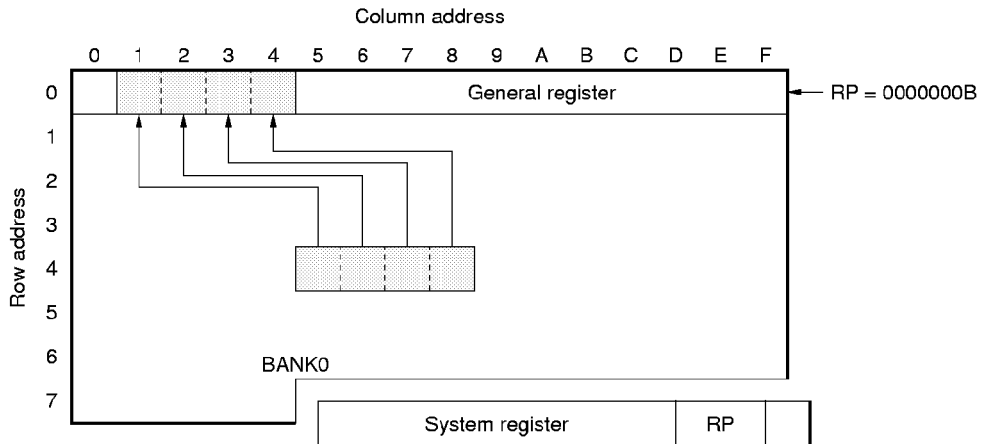 Column address
0 1 2 3 4 5 6 7 8 9 A B C D E F
0 General register RP = 0000000B
1
2
3
4
5
6
BANK0
7
System register RP
Row address